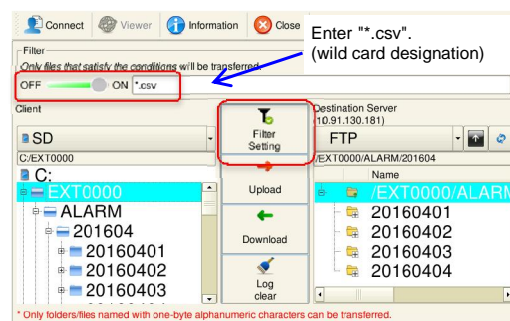 Connect Viewer Information Close
Enter "*.csv".
(wild card designation)
Filter
Only files that satisfy the conditions will be transferred.
OFF ON *.csv
Client
Destination Server
(10.91.130.181)
SD
Filter
Setting
FTP
C:/EXT0000
/EXT0000/ALARM/201604
C:
Name
EXT0000
Upload
/EXT0000/ALARM
ALARM
20160401
201604
Download
20160402
20160401
20160403
20160402
20160404
20160403
Log
clear
* Only folders/files named with one-byte alphanumeric characters can be transferred.